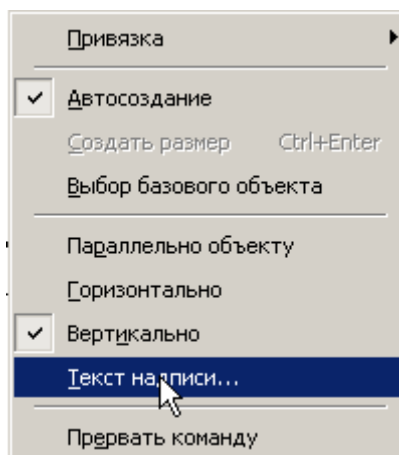 Привязка
Автосоздание
Создать размер Ctrl+Enter
Выбор базового объекта
Параллельно объекту
Горизонтально
Вертикально
Текст надписи...
Прервать команду